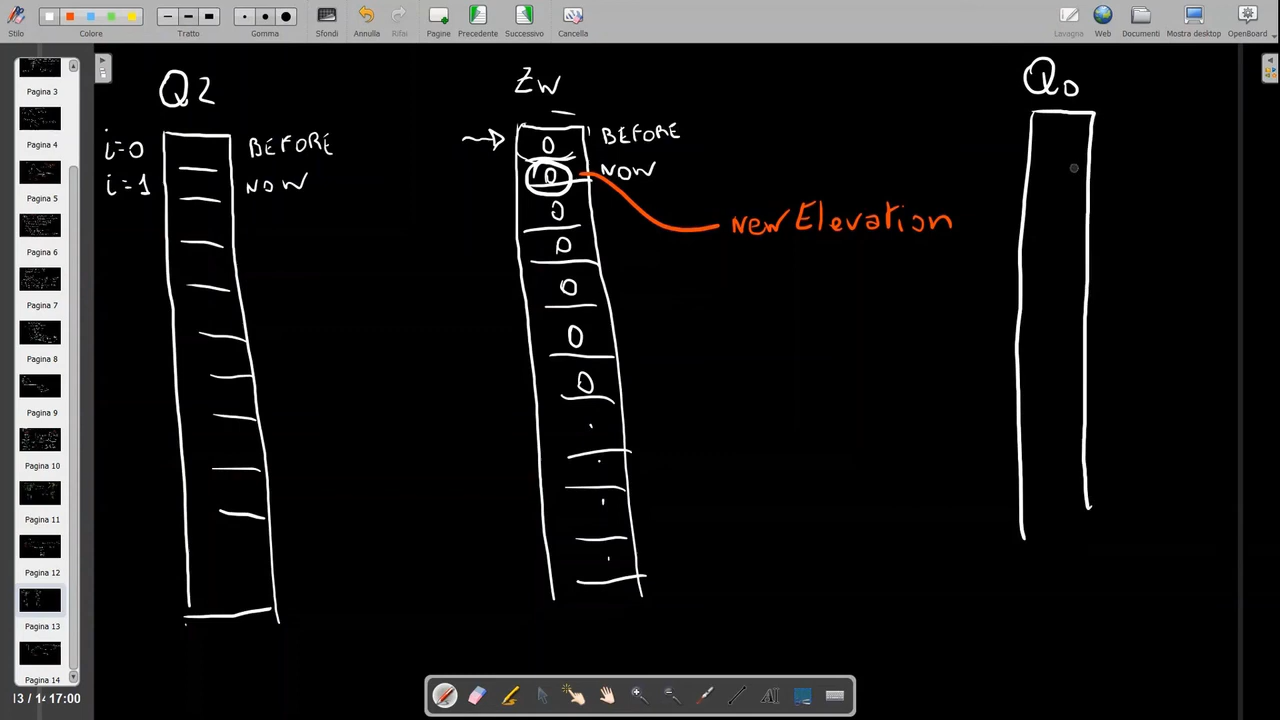 Stilo
Colore
Tratto
Gomma
Sfondi
Annulla
Rifai
Pagine
Precedente
Successivo
Cancella
Lavagna
Web
Documenti
Mostra desktop
OpenBoard
Pagina 3
Pagina 4
Pagina 5
Pagina 6
Pagina 7
Pagina 8
Pagina 9
Pagina 10
Pagina 11
Pagina 12
Pagina 13
Pagina 14
17:00
Q2
i=0 BEFORE
i=1 NOW
Zw
0 BEFORE
0 NOW
0
0
0
0
0
New Elevation
Q0